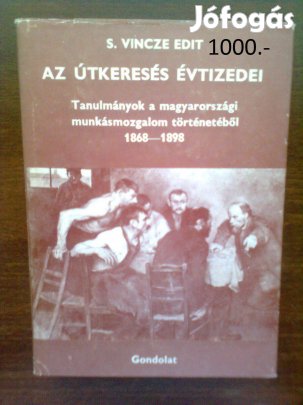 Jófogás
S. VINCZE EDIT 1000.-
AZ ÚTKERESÉS ÉVTIZEDEI
Tanulmányok a magyarországi
munkásmozgalom történetéből
1868—1898
Gondolat